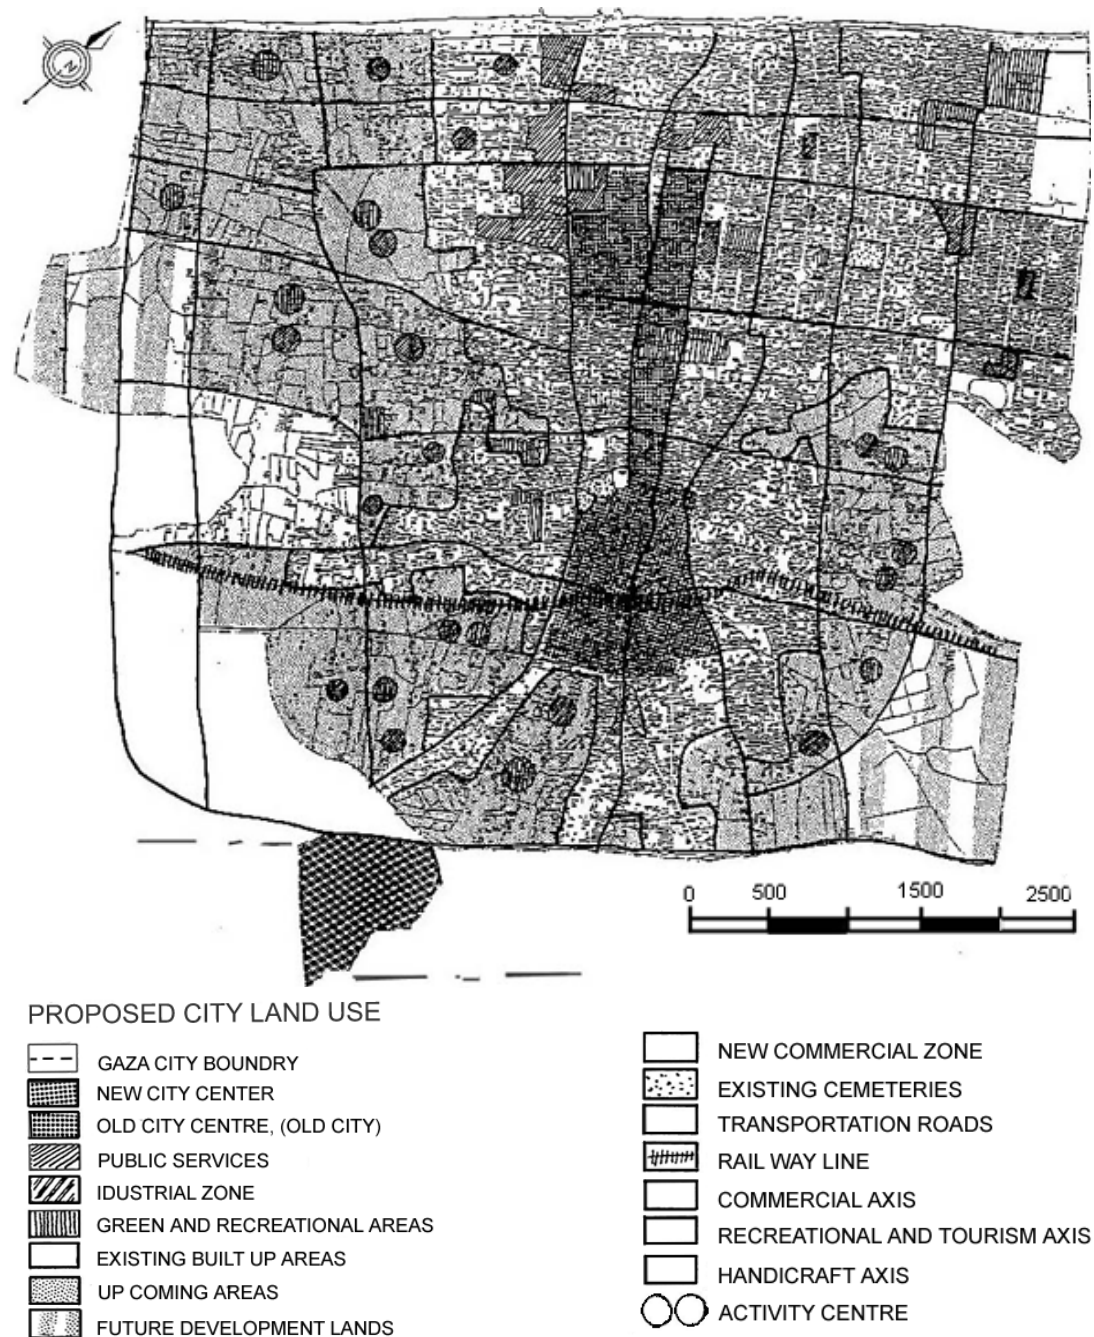 N
0 500 1500 2500
PROPOSED CITY LAND USE
GAZA CITY BOUNDRY
NEW CITY CENTER
OLD CITY CENTRE, (OLD CITY)
PUBLIC SERVICES
IDUSTRIAL ZONE
GREEN AND RECREATIONAL AREAS
EXISTING BUILT UP AREAS
UP COMING AREAS
FUTURE DEVELOPMENT LANDS
NEW COMMERCIAL ZONE
EXISTING CEMETERIES
TRANSPORTATION ROADS
RAIL WAY LINE
COMMERCIAL AXIS
RECREATIONAL AND TOURISM AXIS
HANDICRAFT AXIS
ACTIVITY CENTRE